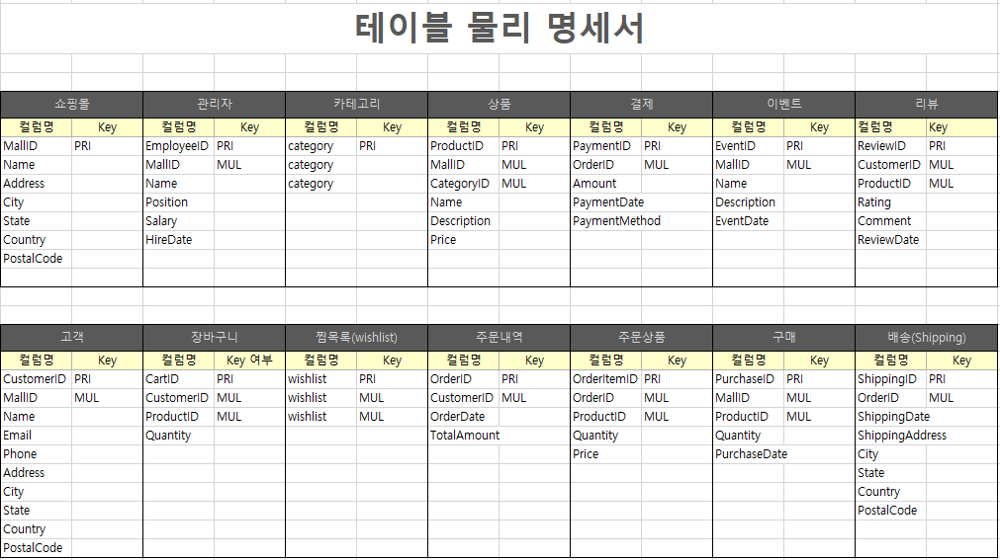 테이블 물리 명세서
쇼핑몰 관리자 카테고리 상품 결제 이벤트 리뷰
컬럼명 Key 컬럼명 Key 컬럼명 Key 컬럼명 Key 컬럼명 Key 컬럼명 Key 컬럼명 Key
MallID PRI EmployeeID PRI category PRI ProductID PRI PaymentID PRI EventID PRI ReviewID PRI
Name MallID MUL category MallID MUL OrderID MUL MallID MUL CustomerID MUL
Address Name category CategoryID MUL Amount Name ProductID MUL
City Position Name PaymentDate Description Rating
State Salary Description PaymentMethod EventDate Comment
Country HireDate Price ReviewDate
PostalCode
고객 장바구니 찜목록(wishlist) 주문내역 주문상품 구매 배송(Shipping)
컬럼명 Key 컬럼명 Key 여부 컬럼명 Key 컬럼명 Key 컬럼명 Key 컬럼명 Key 컬럼명 Key
CustomerID PRI CartID PRI wishlist PRI OrderID PRI OrderItemID PRI PurchaseID PRI ShippingID PRI
MallID MUL CustomerID MUL wishlist MUL CustomerID MUL OrderID MUL MallID MUL OrderID MUL
Name ProductID MUL wishlist MUL OrderDate ProductID MUL ProductID MUL ShippingDate
Email Quantity TotalAmount Quantity Quantity ShippingAddress
Phone Price PurchaseDate City
Address State
City Country
State PostalCode
Country
PostalCode